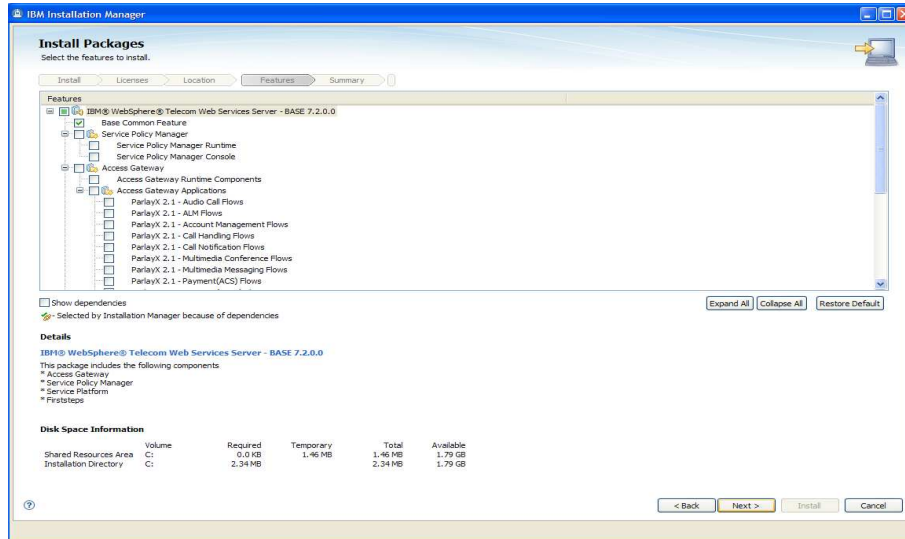 IBM Installation Manager
Install Packages
Select the features to install.
Install Licenses Location Features Summary
Features
IBM® WebSphere® Telecom Web Services Server - BASE 7.2.0.0
Base Common Feature
Service Policy Manager
Service Policy Manager Runtime
Service Policy Manager Console
Access Gateway
Access Gateway Runtime Components
Access Gateway Applications
ParlayX 2.1 - Audio Call Flows
ParlayX 2.1 - ALM Flows
ParlayX 2.1 - Account Management Flows
ParlayX 2.1 - Call Handling Flows
ParlayX 2.1 - Call Notification Flows
ParlayX 2.1 - Multimedia Conference Flows
ParlayX 2.1 - Multimedia Messaging Flows
ParlayX 2.1 - Payment(ACS) Flows
Show dependencies Expand All Collapse All Restore Default
- Selected by Installation Manager because of dependencies
Details
IBM® WebSphere® Telecom Web Services Server - BASE 7.2.0.0
This package includes the following components
* Access Gateway
* Service Policy Manager
* Service Platform
* Firststeps
Disk Space Information
Volume Required Temporary Total Available
Shared Resources Area C: 0.0 KB 1.46 MB 1.46 MB 1.79 GB
Installation Directory C: 2.34 MB 2.34 MB 1.79 GB
? < Back Next > Install Cancel